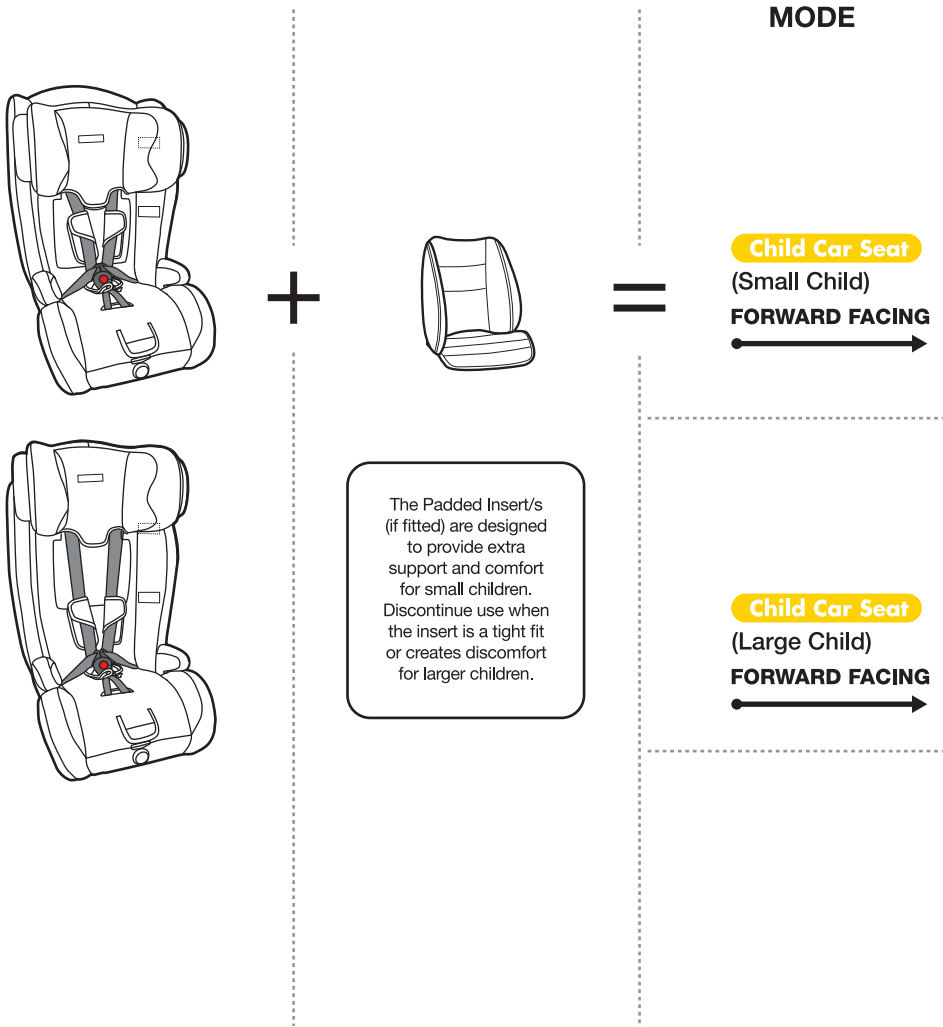 MODE
Child Car Seat
(Small Child)
FORWARD FACING
The Padded Insert/s
(if fitted) are designed
to provide extra
support and comfort
for small children.
Discontinue use when
the insert is a tight fit
or creates discomfort
for larger children.
Child Car Seat
(Large Child)
FORWARD FACING